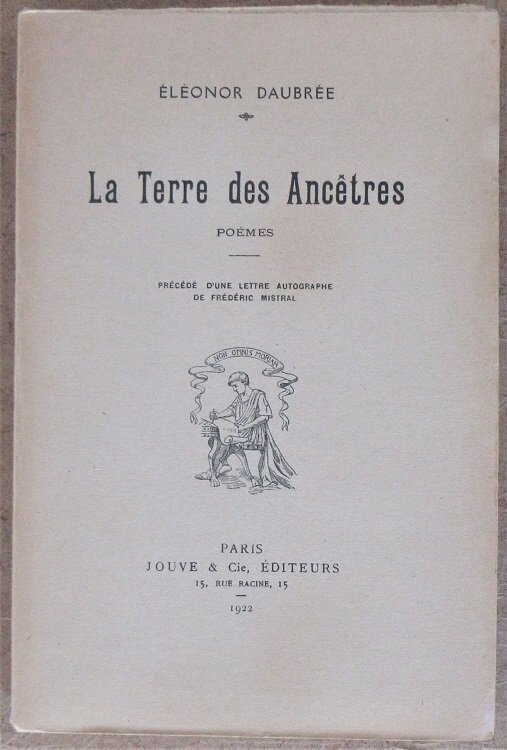 ÉLÉONOR DAUBRÉE
La Terre des Ancêtres
POÈMES
PRÉCÉDÉ D'UNE LETTRE AUTOGRAPHE
DE FRÉDÉRIC MISTRAL
NON OMNIS MORIAR
PARIS
JOUVE & Cie, ÉDITEURS
15, RUE RACINE, 15
1922